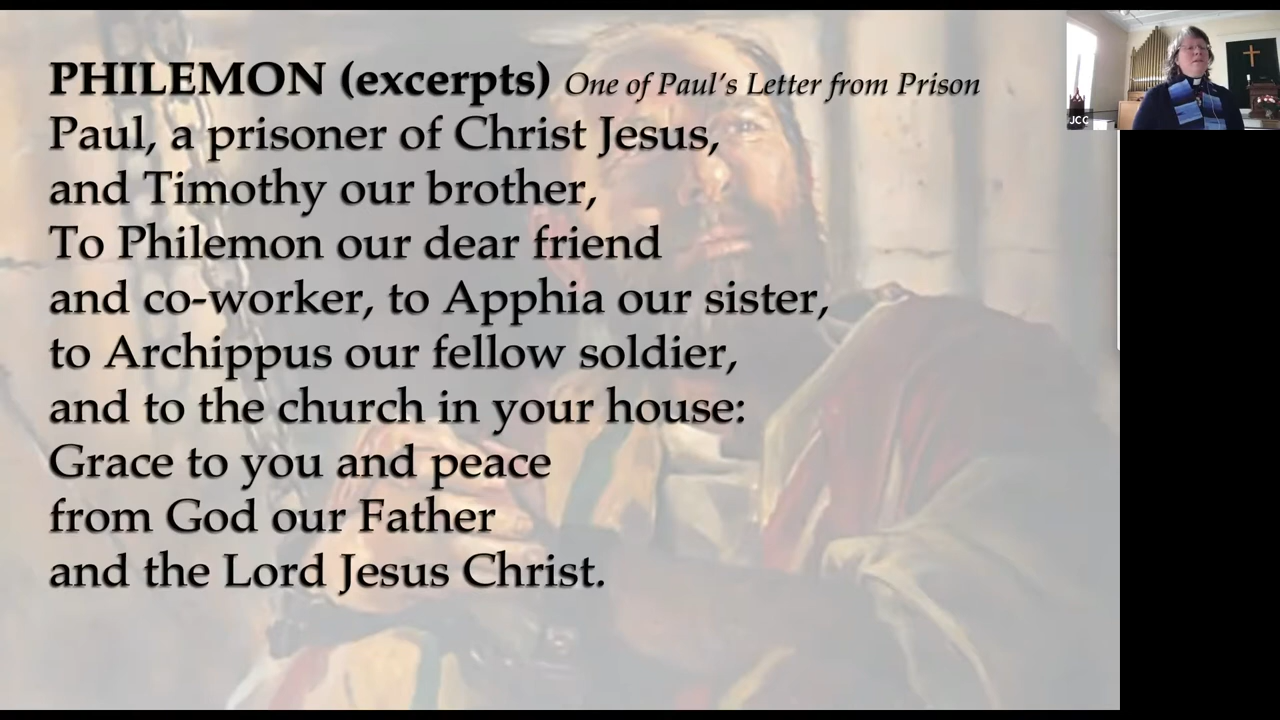 PHILEMON (excerpts) One of Paul's Letter from Prison
Paul, a prisoner of Christ Jesus,
and Timothy our brother,
To Philemon our dear friend
and co-worker, to Apphia our sister,
to Archippus our fellow soldier,
and to the church in your house:
Grace to you and peace
from God our Father
and the Lord Jesus Christ.